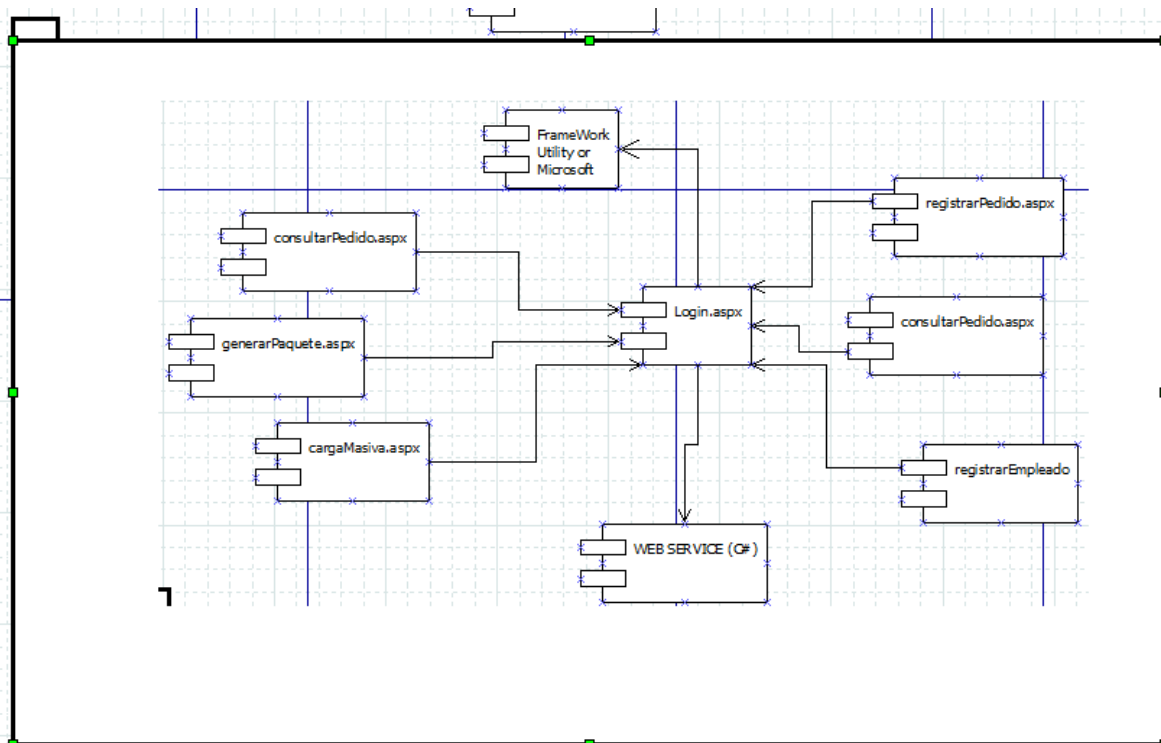 FrameWork
Utility or
Microsoft
registrarPedido.aspx
consultarPedido.aspx
Login.aspx
consultarPedido.aspx
generarPaquete.aspx
cargaMasiva.aspx
registrarEmpleado
WEB SERVICE (C#)